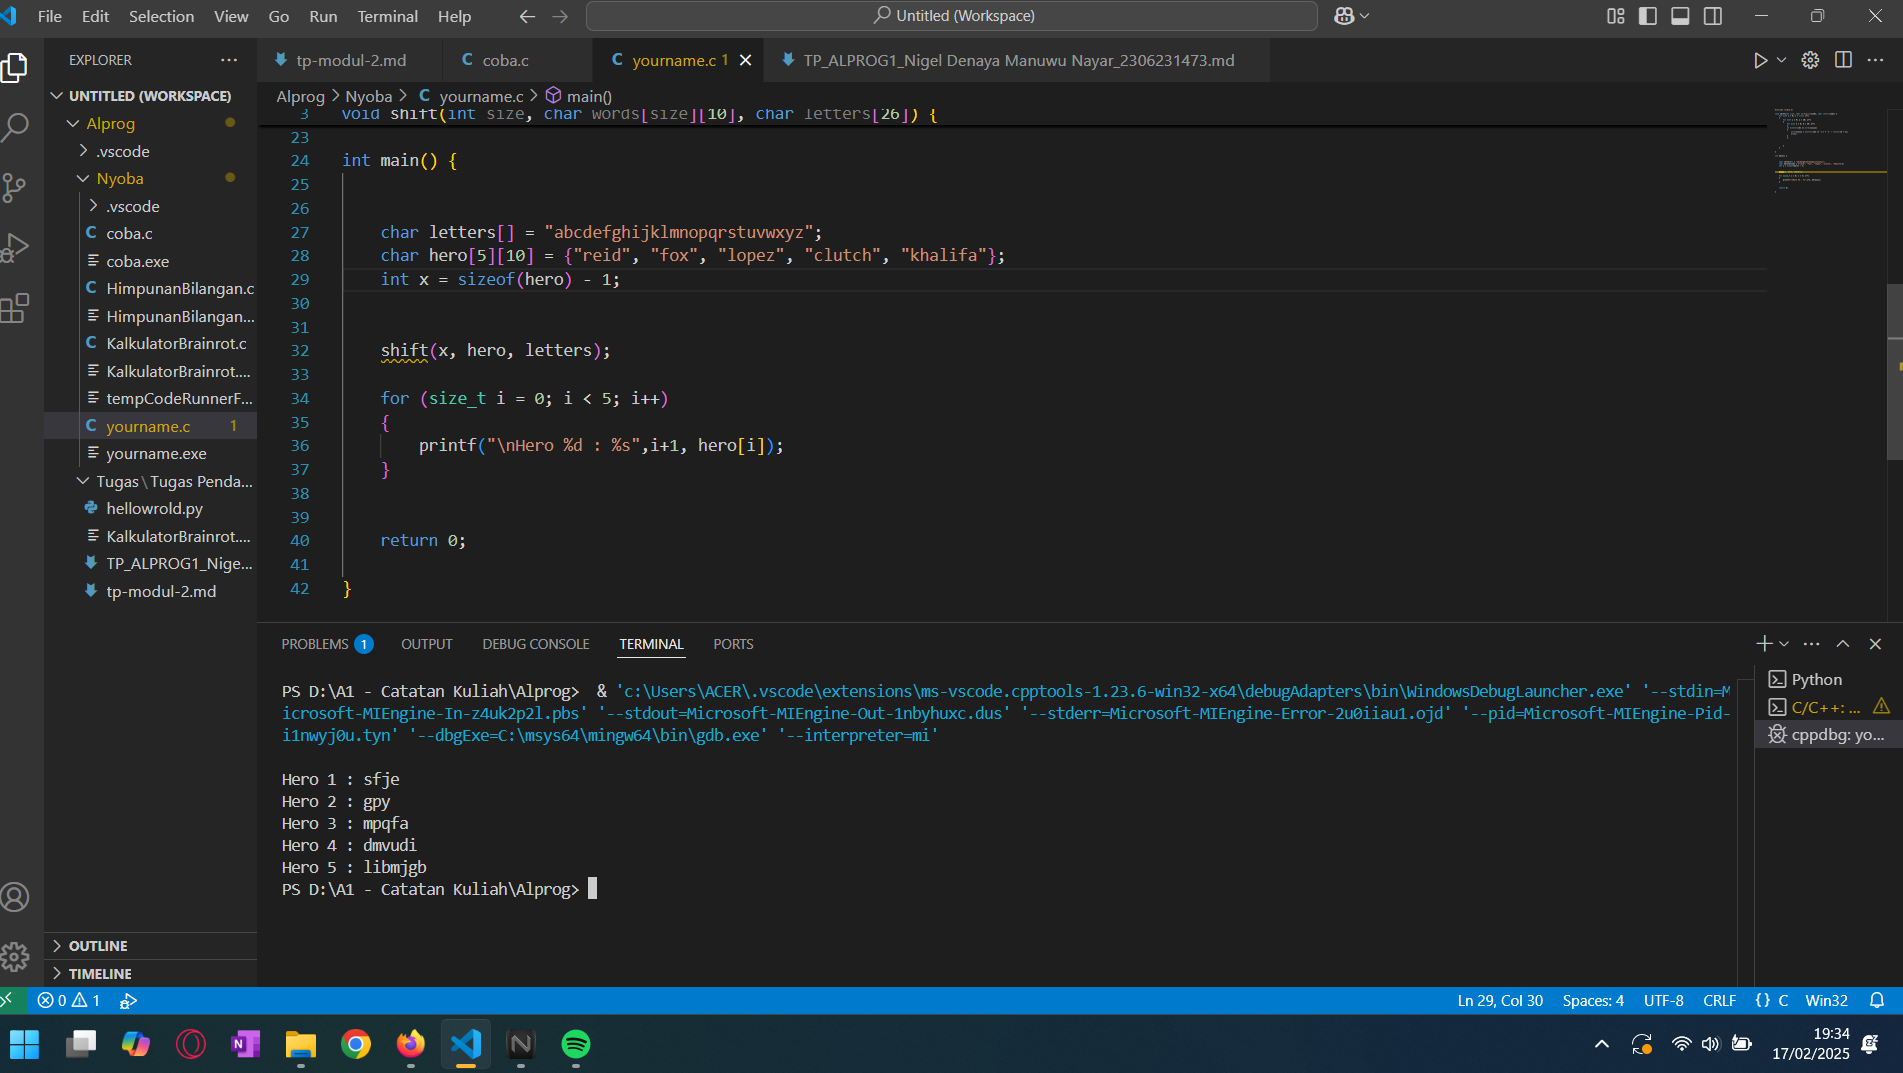 File Edit Selection View Go Run Terminal Help Untitled (Workspace)
EXPLORER ···
tp-modul-2.md coba.c yourname.c 1 TP_ALPROG1_Nigel Denaya Manuwu Nayar_2306231473.md
UNTITLED (WORKSPACE)
Alprog
.vscode
Nyoba
.vscode
coba.c
coba.exe
HimpunanBilangan.c
HimpunanBilangan...
KalkulatorBrainrot.c
KalkulatorBrainrot....
tempCodeRunnerF...
yourname.c 1
yourname.exe
Tugas\Tugas Penda...
hellowrold.py
KalkulatorBrainrot....
TP_ALPROG1_Nige...
tp-modul-2.md
OUTLINE
TIMELINE
Alprog > Nyoba > C yourname.c > main()
3 void shift(int size, char words[size][10], char letters[26]) {
23
24 int main() {
25
26
27 char letters[] = "abcdefghijklmnopqrstuvwxyz";
28 char hero[5][10] = {"reid", "fox", "lopez", "clutch", "khalifa"};
29 int x = sizeof(hero) - 1;
30
31
32 shift(x, hero, letters);
33
34 for (size_t i = 0; i < 5; i++)
35 {
36 printf("\nHero %d : %s",i+1, hero[i]);
37 }
38
39
40 return 0;
41
42 }
PROBLEMS 1 OUTPUT DEBUG CONSOLE TERMINAL PORTS
PS D:\A1 - Catatan Kuliah\Alprog> & 'c:\Users\ACER\.vscode\extensions\ms-vscode.cpptools-1.23.6-win32-x64\debugAdapters\bin\WindowsDebugLauncher.exe' '--stdin=M
icrosoft-MIEngine-In-z4uk2p2l.pbs' '--stdout=Microsoft-MIEngine-Out-1nbyhuxc.dus' '--stderr=Microsoft-MIEngine-Error-2u0iiau1.ojd' '--pid=Microsoft-MIEngine-Pid-
i1nwyj0u.tyn' '--dbgExe=C:\msys64\mingw64\bin\gdb.exe' '--interpreter=mi'
Hero 1 : sfje
Hero 2 : gpy
Hero 3 : mpqfa
Hero 4 : dmvudi
Hero 5 : libmjgb
PS D:\A1 - Catatan Kuliah\Alprog>
Python
C/C++: ...
cppdbg: yo...
0 1 Ln 29, Col 30 Spaces: 4 UTF-8 CRLF {} C Win32
19:34
17/02/2025